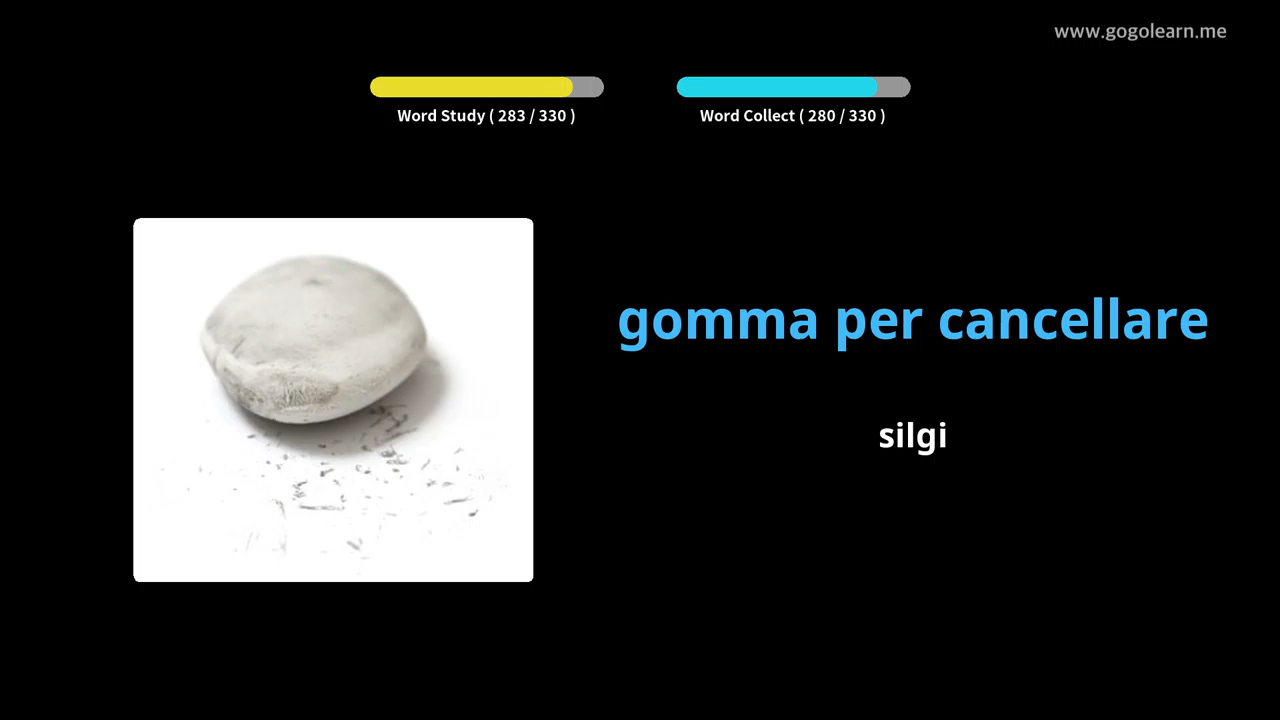 www.gogolearn.me
Word Study ( 283 / 330 )
Word Collect ( 280 / 330 )
gomma per cancellare
silgi